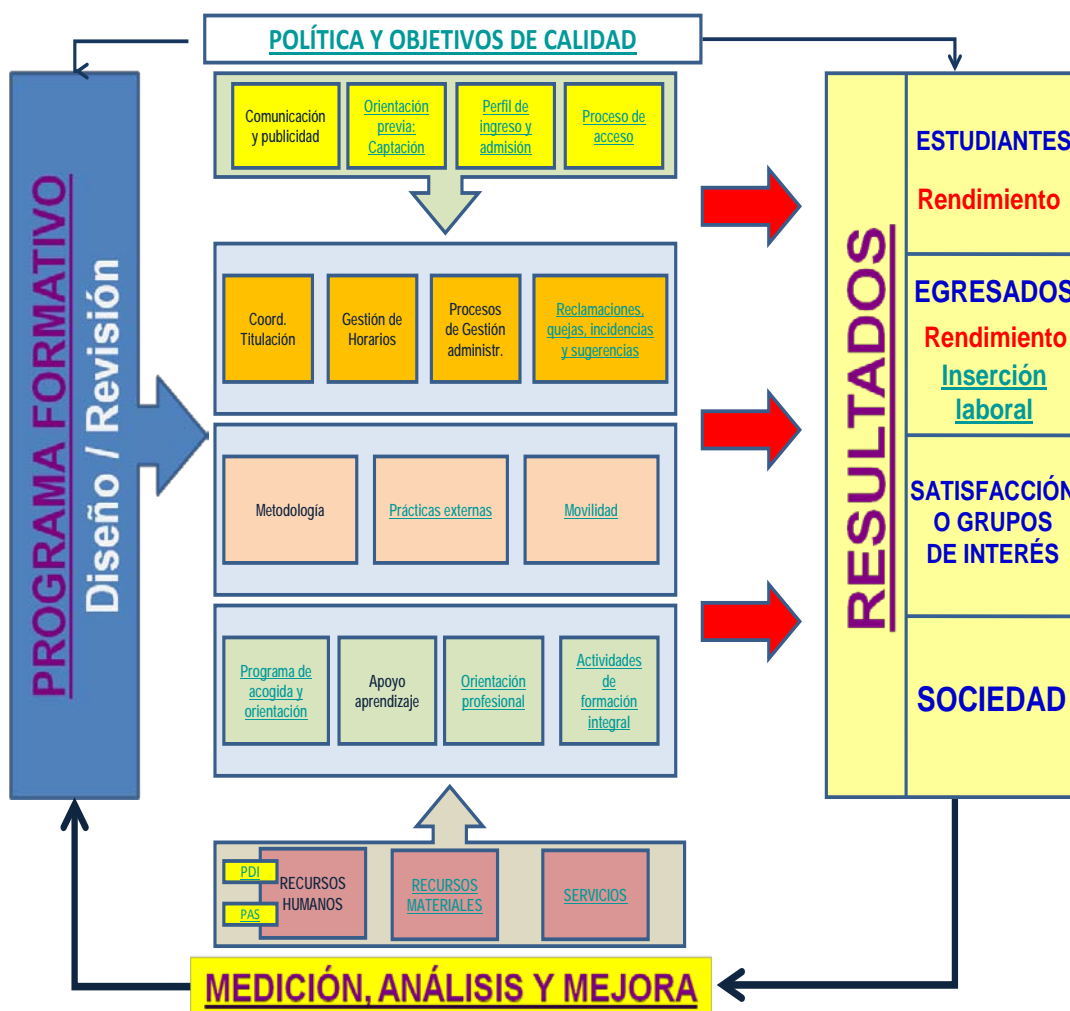 POLÍTICA Y OBJETIVOS DE CALIDAD
PROGRAMA FORMATIVO
Diseño / Revisión
Comunicación
y publicidad
Orientación
previa:
Captación
Perfil de
ingreso y
admisión
Proceso de
acceso
Coord.
Titulación
Gestión de
Horarios
Procesos
de Gestión
administr.
Reclamaciones,
quejas, incidencias
y sugerencias
Metodología
Prácticas externas
Movilidad
Programa de
acogida y
orientación
Apoyo
aprendizaje
Orientación
profesional
Actividades
de
formación
integral
PDI
PAS
RECURSOS
HUMANOS
RECURSOS
MATERIALES
SERVICIOS
RESULTADOS
ESTUDIANTES
Rendimiento
EGRESADOS
Rendimiento
Inserción
laboral
SATISFACCIÓN
O GRUPOS
DE INTERÉS
SOCIEDAD
MEDICIÓN, ANÁLISIS Y MEJORA